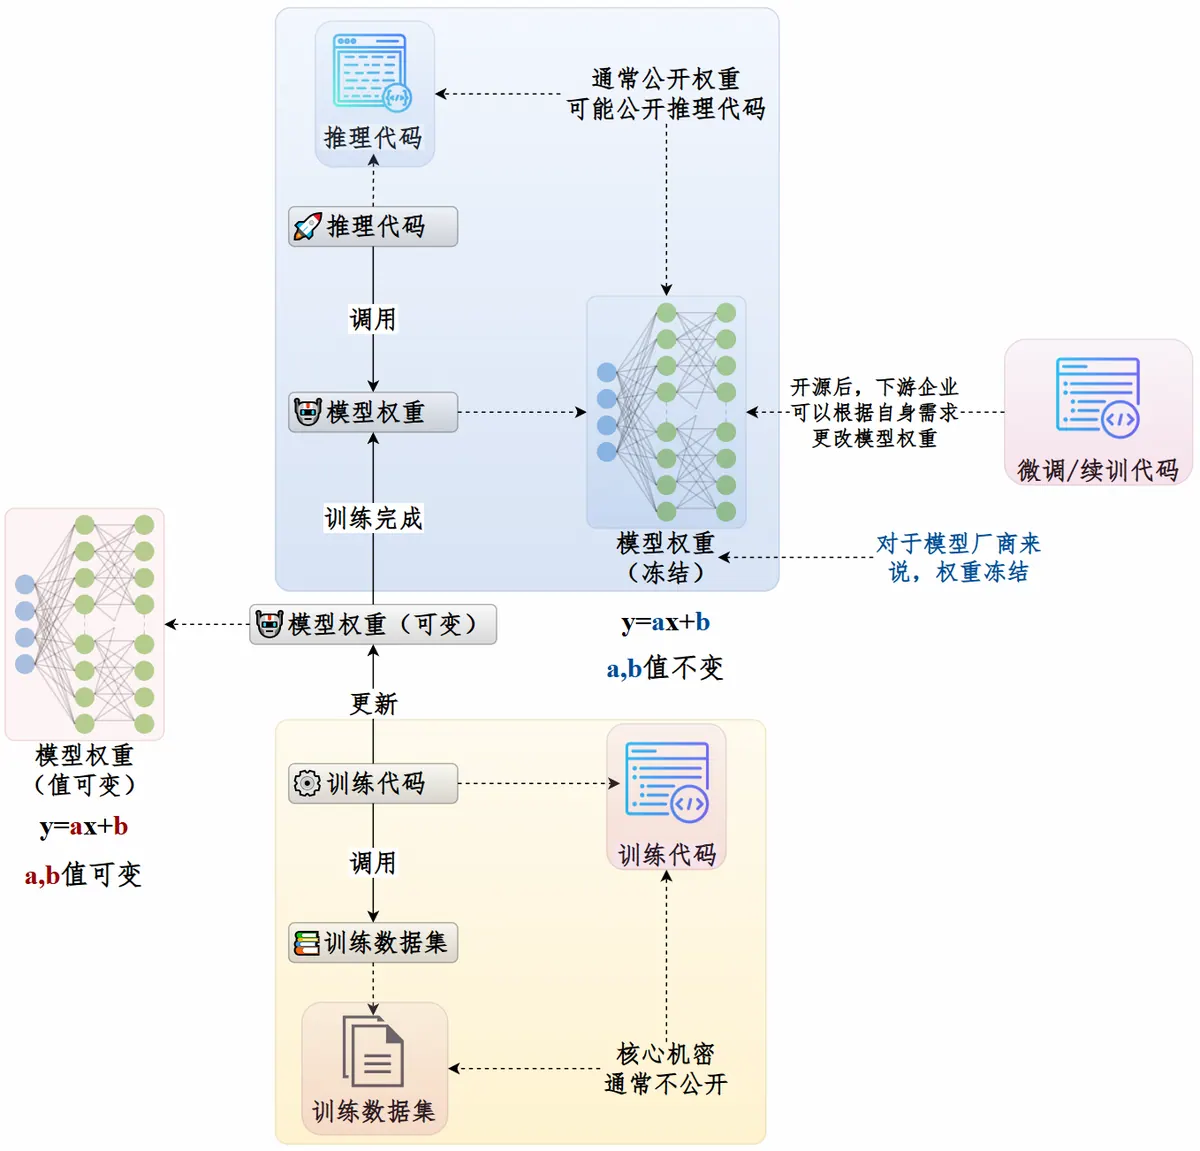 推理代码
通常公开权重
可能公开推理代码
推理代码
调用
模型权重
开源后，下游企业
可以根据自身需求
更改模型权重
微调/续训代码
训练完成
模型权重
（冻结）
对于模型厂商来
说，权重冻结
模型权重（可变）
y=ax+b
a,b值不变
更新
模型权重
（值可变）
y=ax+b
a,b值可变
训练代码
训练代码
调用
训练数据集
核心机密
通常不公开
训练数据集